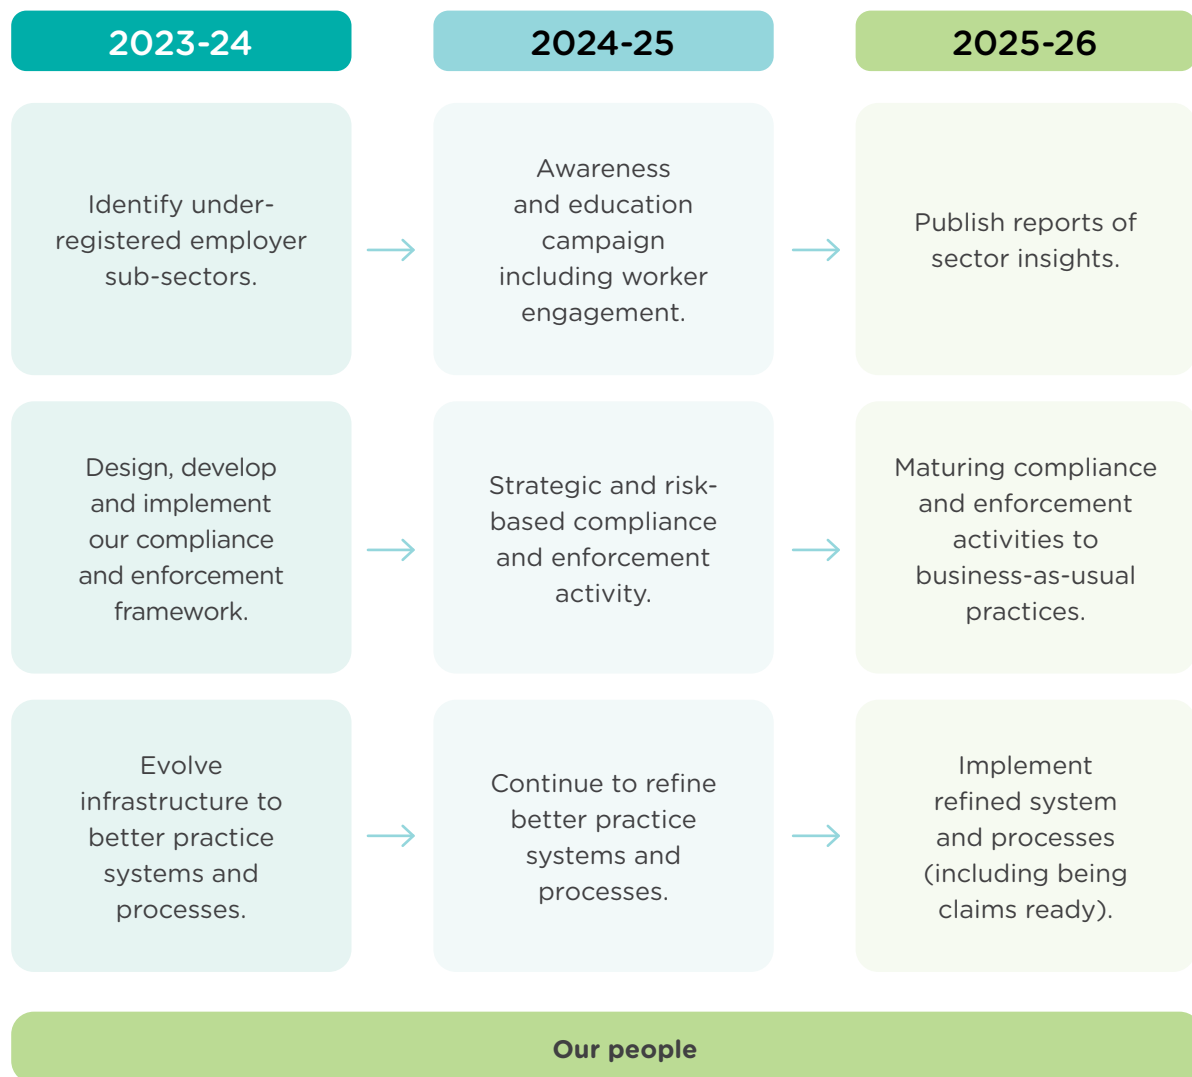 2023-24
2024-25
2025-26
Identify under-
registered employer
sub-sectors.
Awareness
and education
campaign
including worker
engagement.
Publish reports of
sector insights.
Design, develop
and implement
our compliance
and enforcement
framework.
Strategic and risk-
based compliance
and enforcement
activity.
Maturing compliance
and enforcement
activities to
business-as-usual
practices.
Evolve
infrastructure to
better practice
systems and
processes.
Continue to refine
better practice
systems and
processes.
Implement
refined system
and processes
(including being
claims ready).
Our people